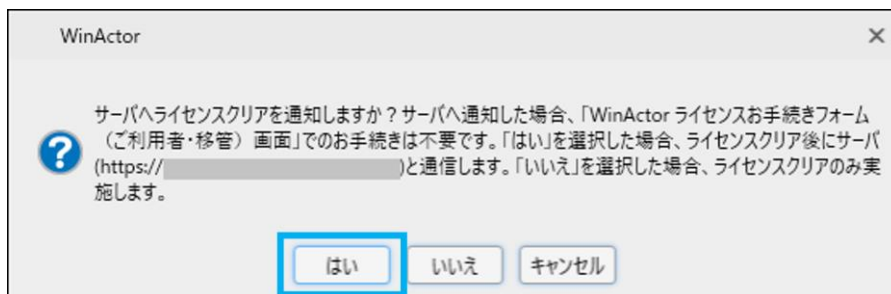 WinActor
サーバへライセンスクリアを通知しますか？サーバへ通知した場合、「WinActor ライセンスお手続きフォーム
（ご利用者・移管）画面」でのお手続きは不要です。「はい」を選択した場合、ライセンスクリア後にサーバ
(https:// )と通信します。「いいえ」を選択した場合、ライセンスクリアのみ実
施します。
はい いいえ キャンセル